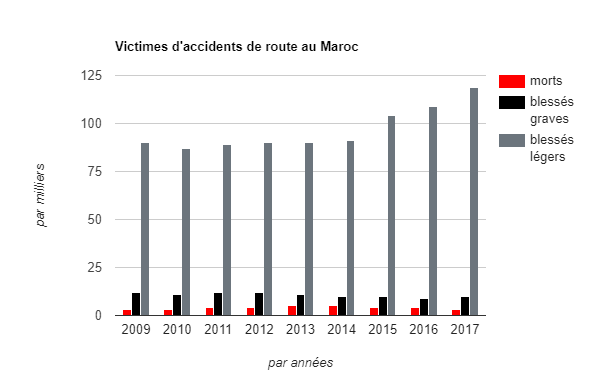 Victimes d'accidents de route au Maroc
125
100
75
50
25
0
par milliers
2009 2010 2011 2012 2013 2014 2015 2016 2017
par années
morts
blessés
graves
blessés
légers